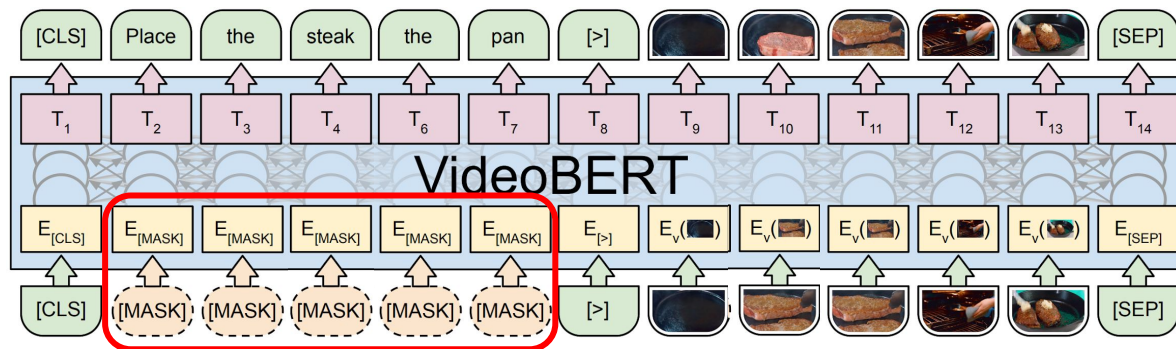 [CLS] Place the steak the pan [>] [SEP]
T1 T2 T3 T4 T6 T7 T8 T9 T10 T11 T12 T13 T14
VideoBERT
E[CLS] E[MASK] E[MASK] E[MASK] E[MASK] E[MASK] E[>] Ev( ) Ev( ) Ev( ) Ev( ) Ev( ) E[SEP]
[CLS] [MASK] [MASK] [MASK] [MASK] [MASK] [>] [SEP]